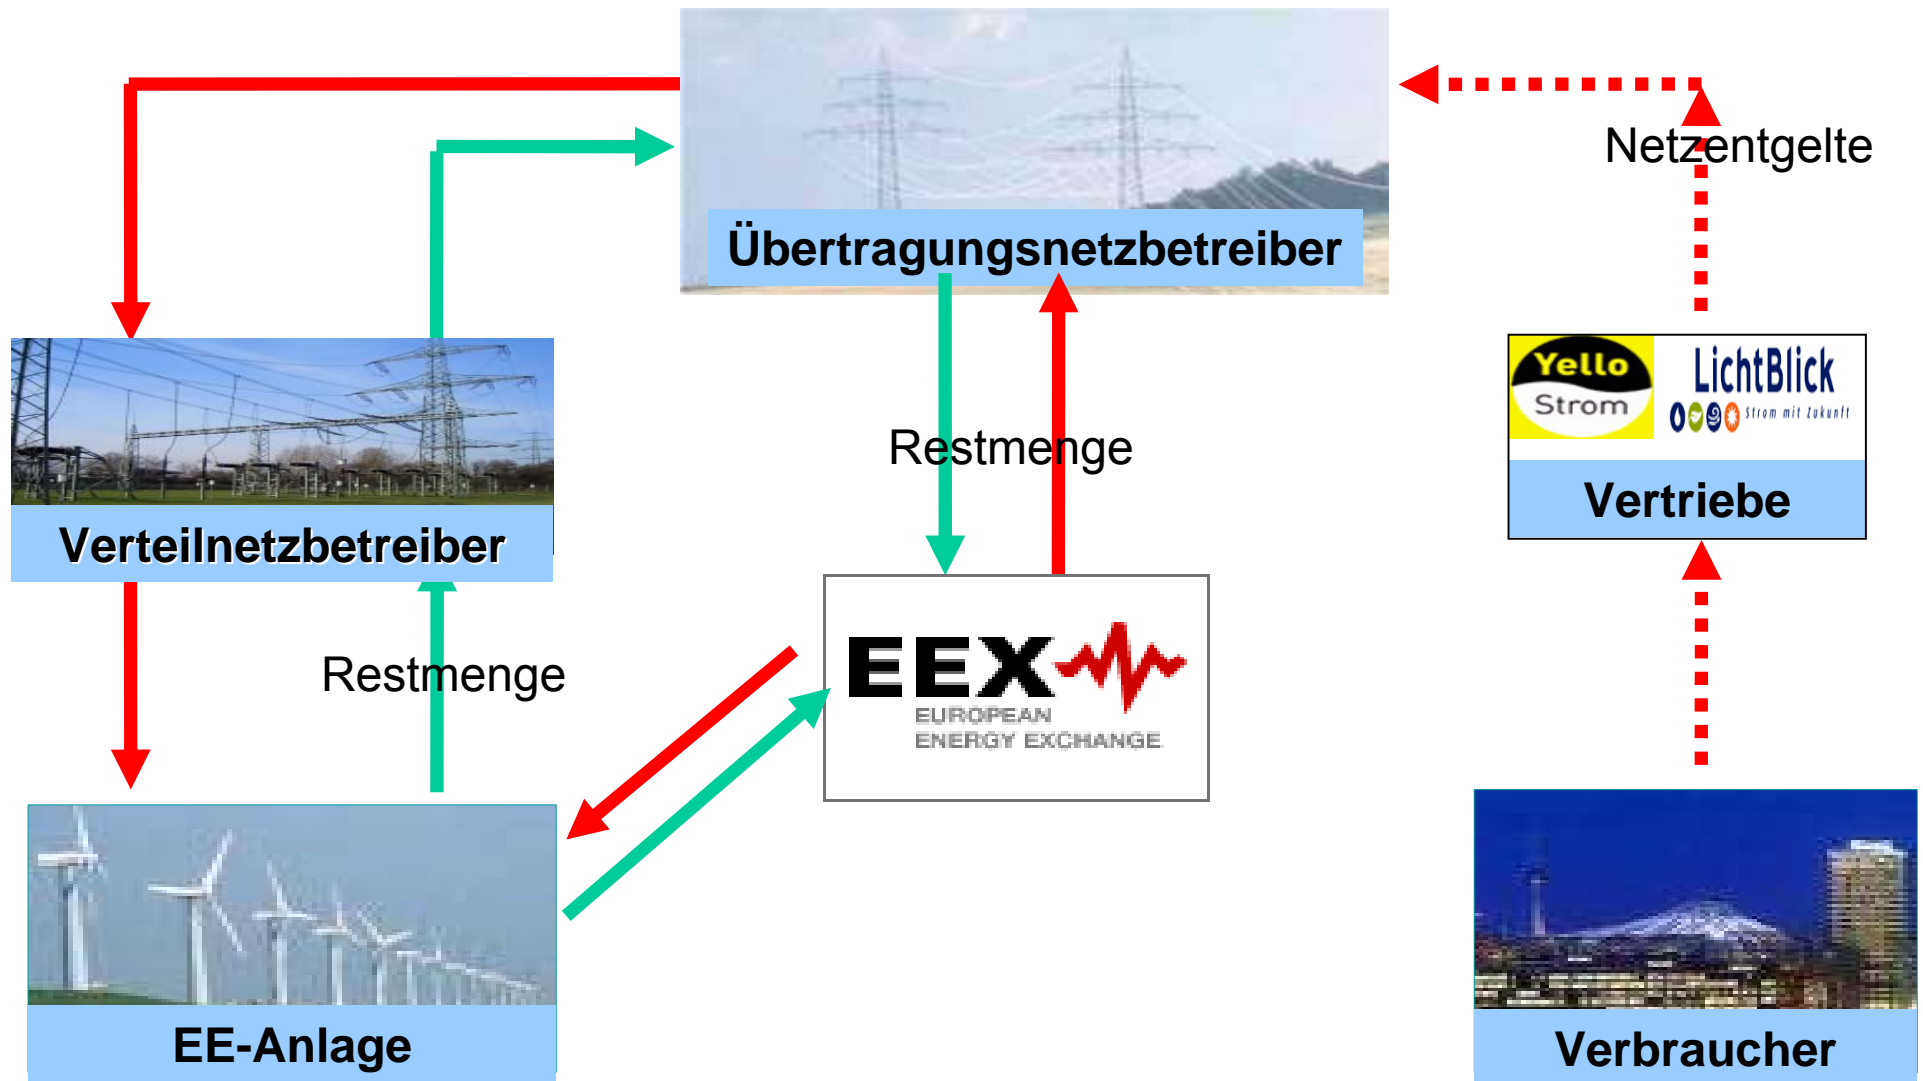 Netzentgelte
Übertragungsnetzbetreiber
Yello
Strom
LichtBlick
Strom mit Zukunft
Restmenge
Vertriebe
Verteilnetzbetreiber
Restmenge
EEX
EUROPEAN
ENERGY EXCHANGE
EE-Anlage
Verbraucher